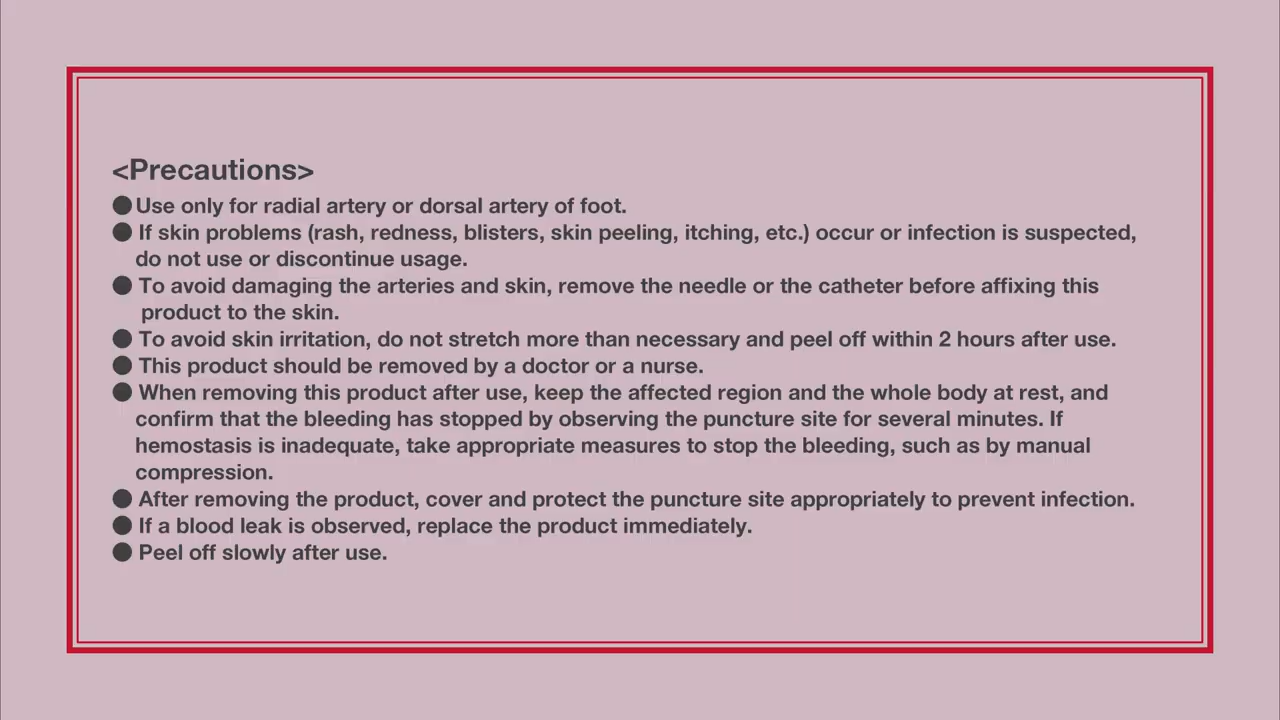 <Precautions>
●Use only for radial artery or dorsal artery of foot.
● If skin problems (rash, redness, blisters, skin peeling, itching, etc.) occur or infection is suspected,
do not use or discontinue usage.
● To avoid damaging the arteries and skin, remove the needle or the catheter before affixing this
product to the skin.
● To avoid skin irritation, do not stretch more than necessary and peel off within 2 hours after use.
● This product should be removed by a doctor or a nurse.
● When removing this product after use, keep the affected region and the whole body at rest, and
confirm that the bleeding has stopped by observing the puncture site for several minutes. If
hemostasis is inadequate, take appropriate measures to stop the bleeding, such as by manual
compression.
● After removing the product, cover and protect the puncture site appropriately to prevent infection.
● If a blood leak is observed, replace the product immediately.
● Peel off slowly after use.